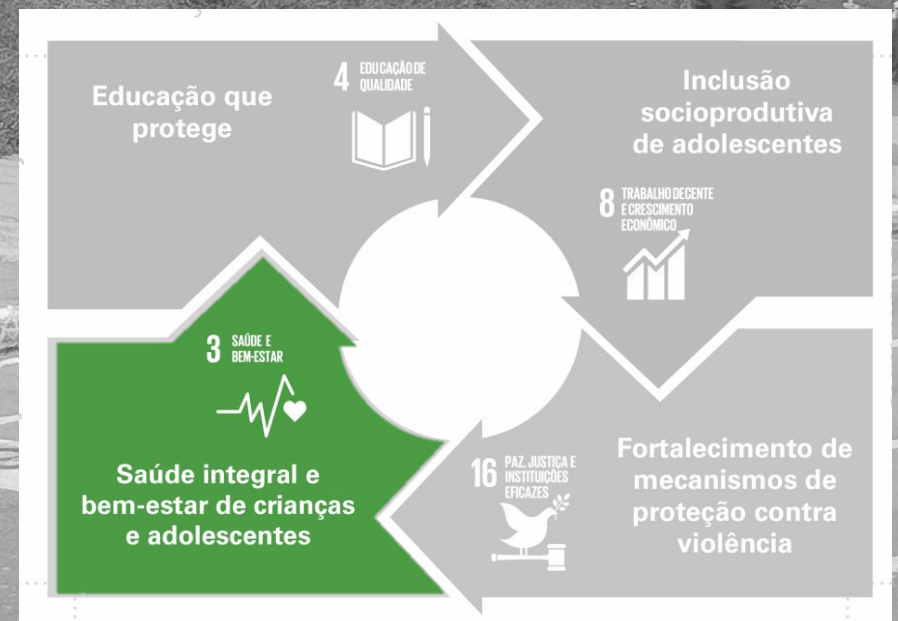 Educação que
protege
4 EDUCAÇÃO DE
QUALIDADE
Inclusão
socioprodutiva
de adolescentes
8 TRABALHO DECENTE
E CRESCIMENTO
ECONÔMICO
3 SAÚDE E
BEM-ESTAR
Saúde integral e
bem-estar de crianças
e adolescentes
16 PAZ, JUSTIÇA E
INSTITUIÇÕES
EFICAZES
Fortalecimento de
mecanismos de
proteção contra
violência